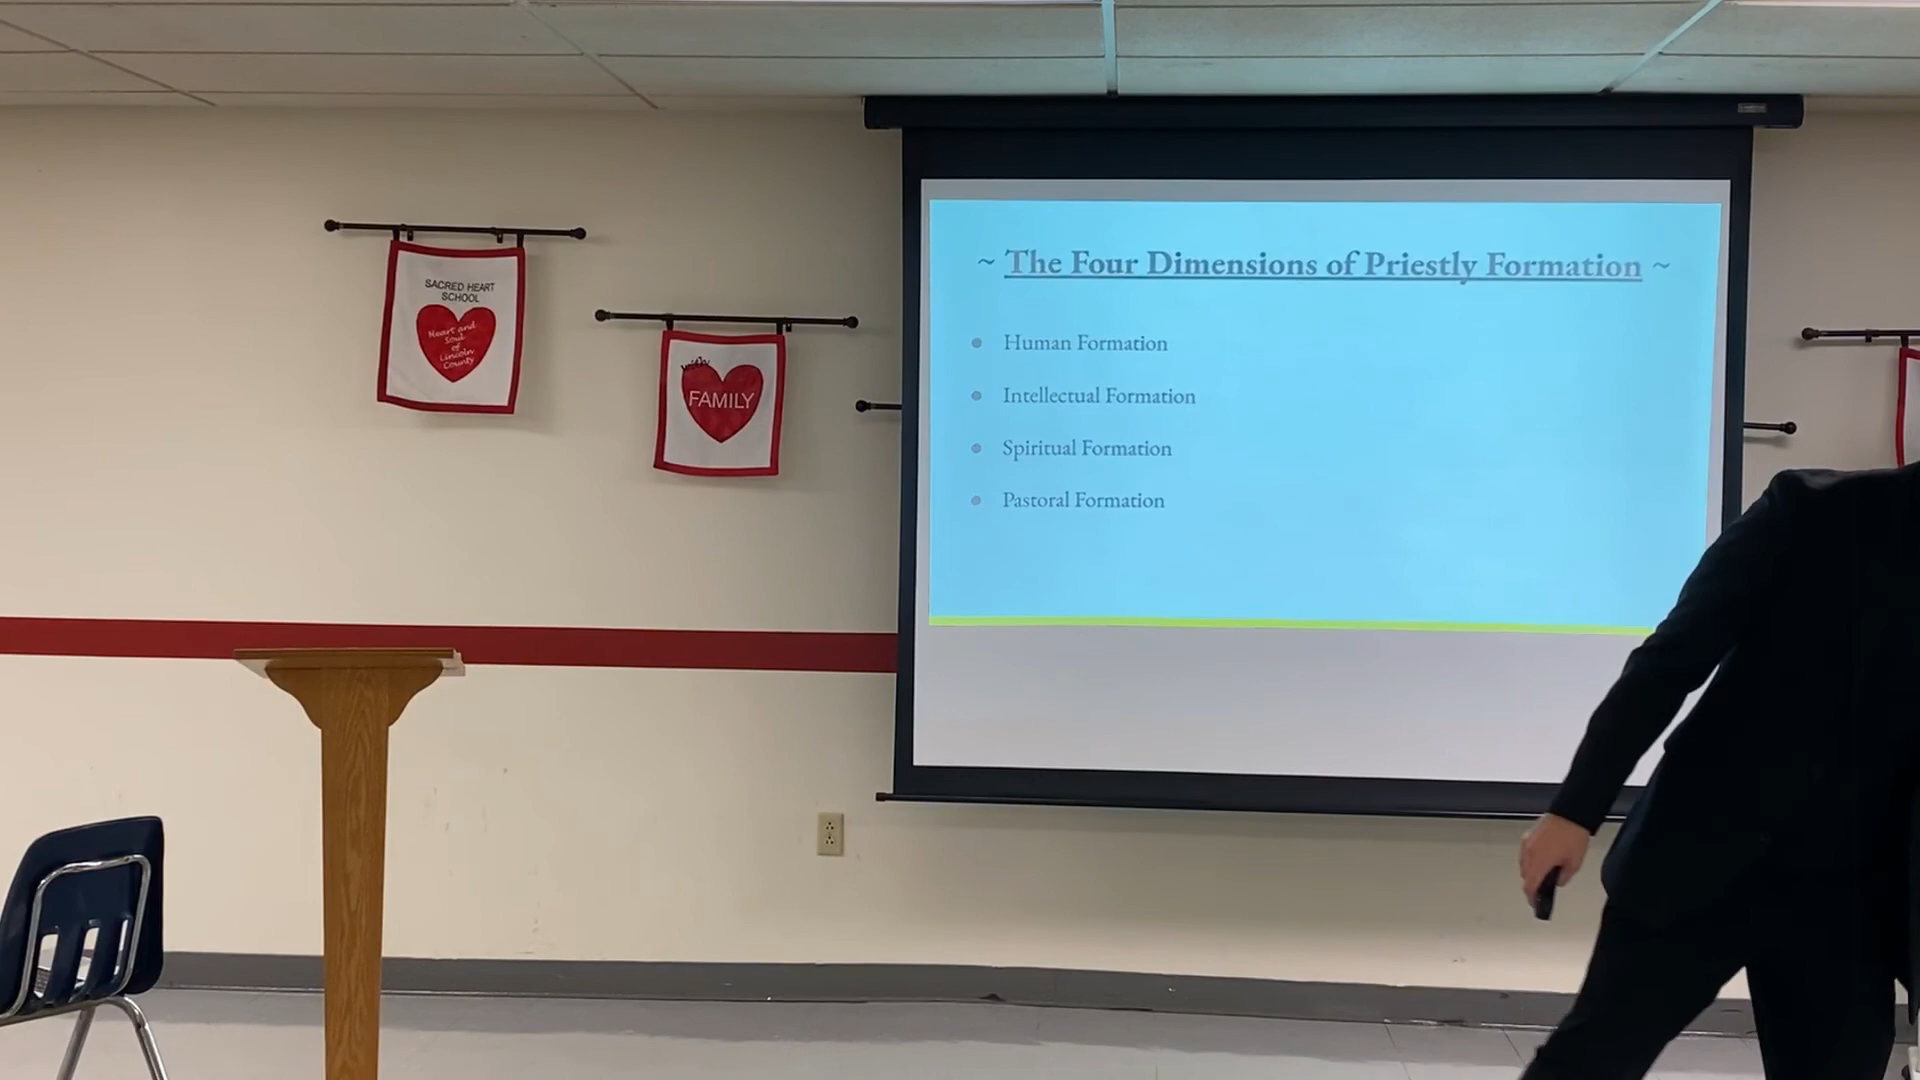 SACRED HEART
SCHOOL
Heart and
Soul
of
Lincoln
County
with
FAMILY
~ The Four Dimensions of Priestly Formation ~
● Human Formation
● Intellectual Formation
● Spiritual Formation
● Pastoral Formation